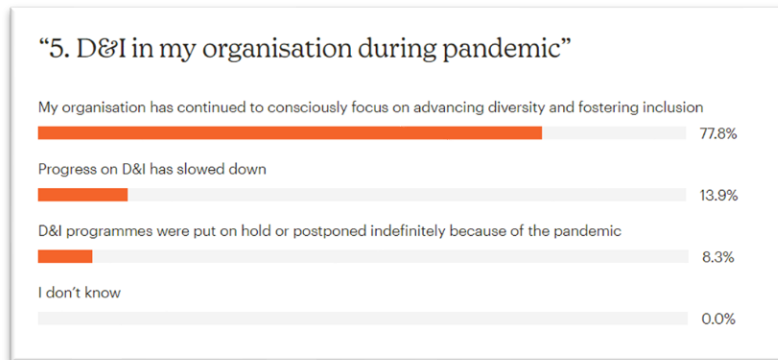 “5. D&I in my organisation during pandemic”
My organisation has continued to consciously focus on advancing diversity and fostering inclusion
77.8%
Progress on D&I has slowed down
13.9%
D&I programmes were put on hold or postponed indefinitely because of the pandemic
8.3%
I don’t know
0.0%